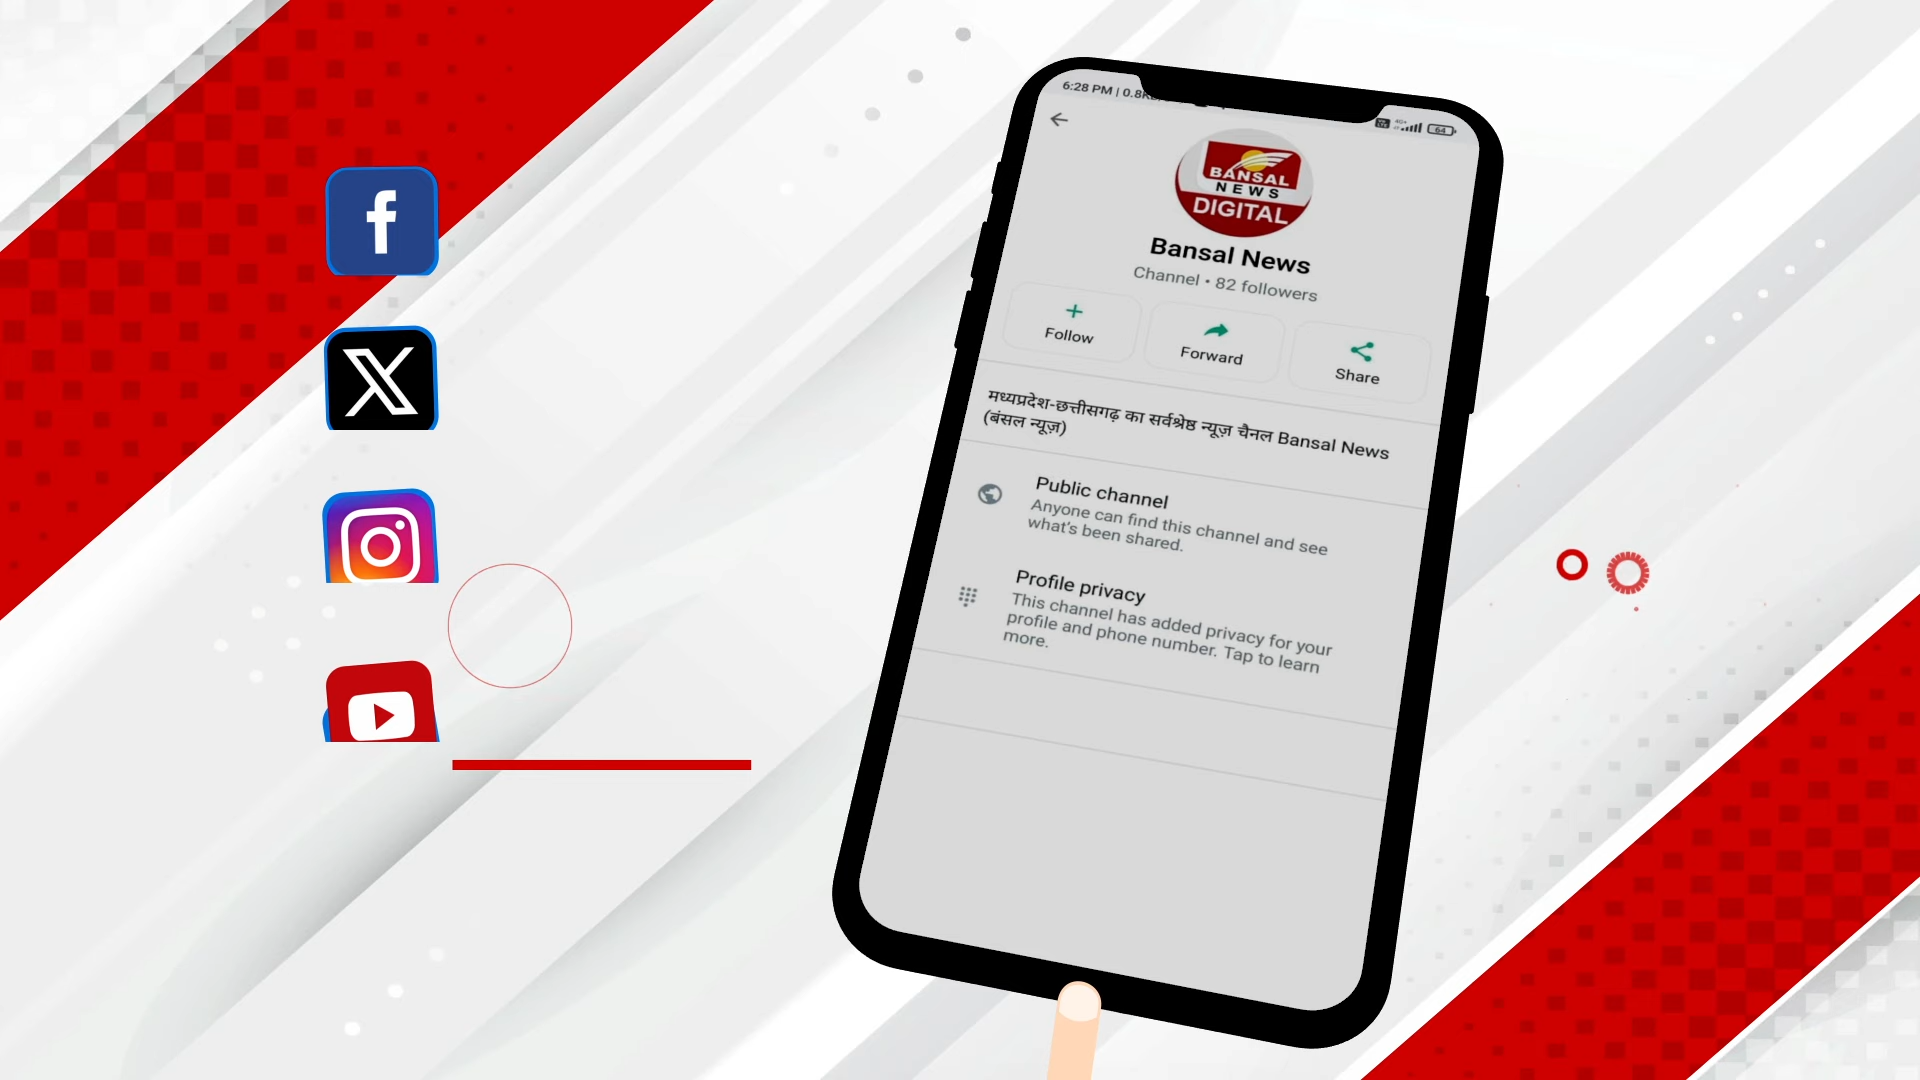 6:28 PM | 0.8K
64
BANSAL
NEWS
DIGITAL
Bansal News
Channel • 82 followers
Follow
Forward
Share
मध्यप्रदेश-छत्तीसगढ़ का सर्वश्रेष्ठ न्यूज़ चैनल Bansal News
(बंसल न्यूज़)
Public channel
Anyone can find this channel and see
what's been shared.
Profile privacy
This channel has added privacy for your
profile and phone number. Tap to learn
more.